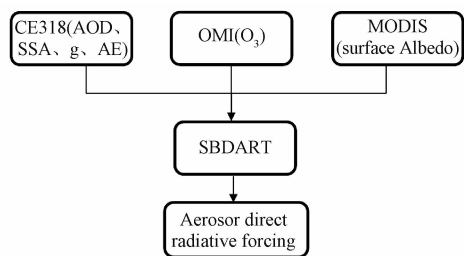 CE318(AOD、
SSA、g、AE)
OMI(O₃)
MODIS
(surface Albedo)
SBDART
Aerosor direct
radiative forcing